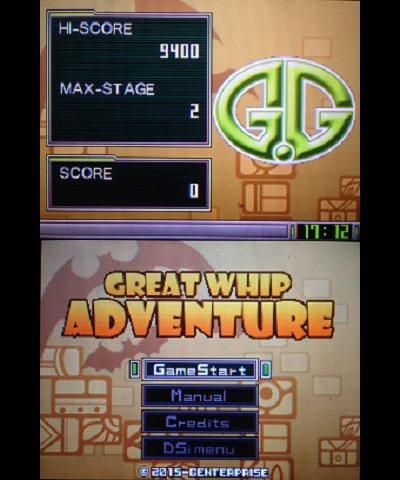 HI-SCORE
9400
MAX-STAGE
2
G.G
SCORE
0
17:12
GREAT WHIP
ADVENTURE
GameStart
Manual
Credits
DSimenu
© 2015-GENTERPRISE